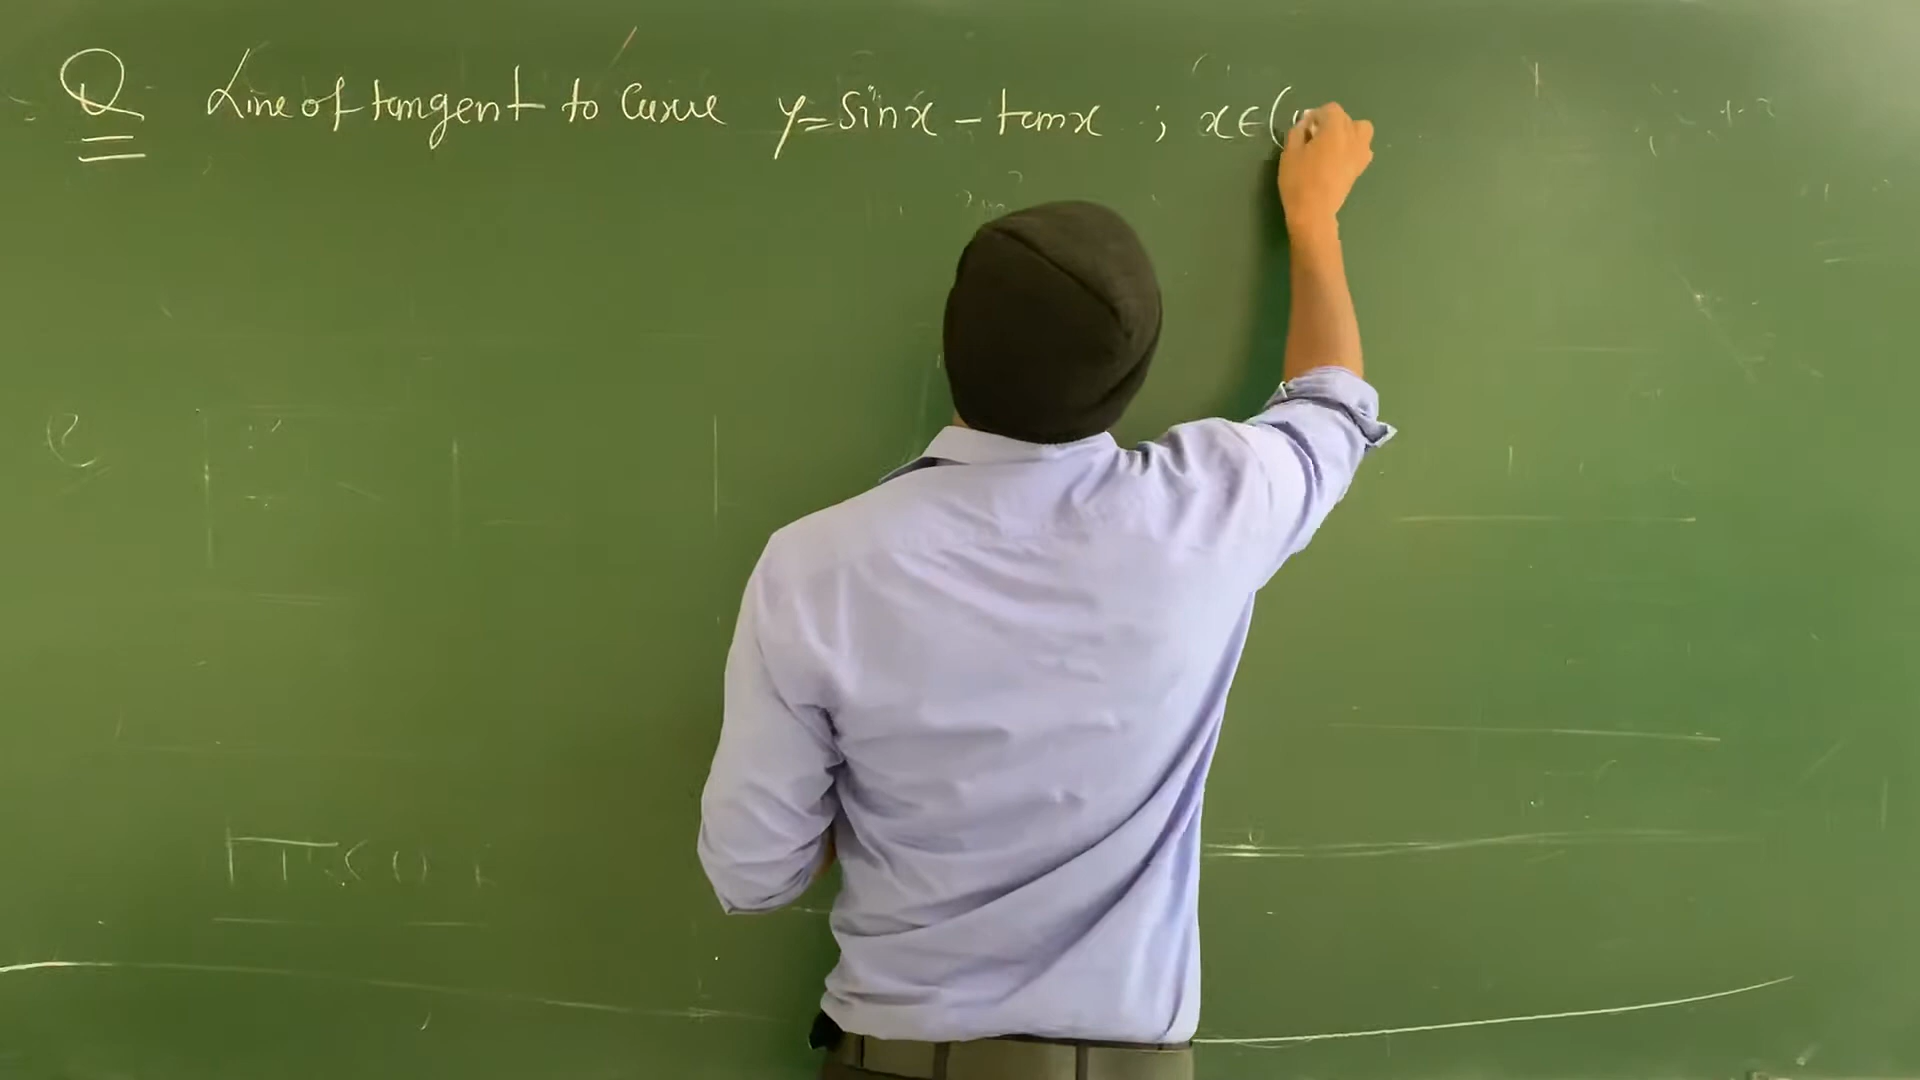 Q Line of tangent to Curve y = sinx - tanx ; x∈(